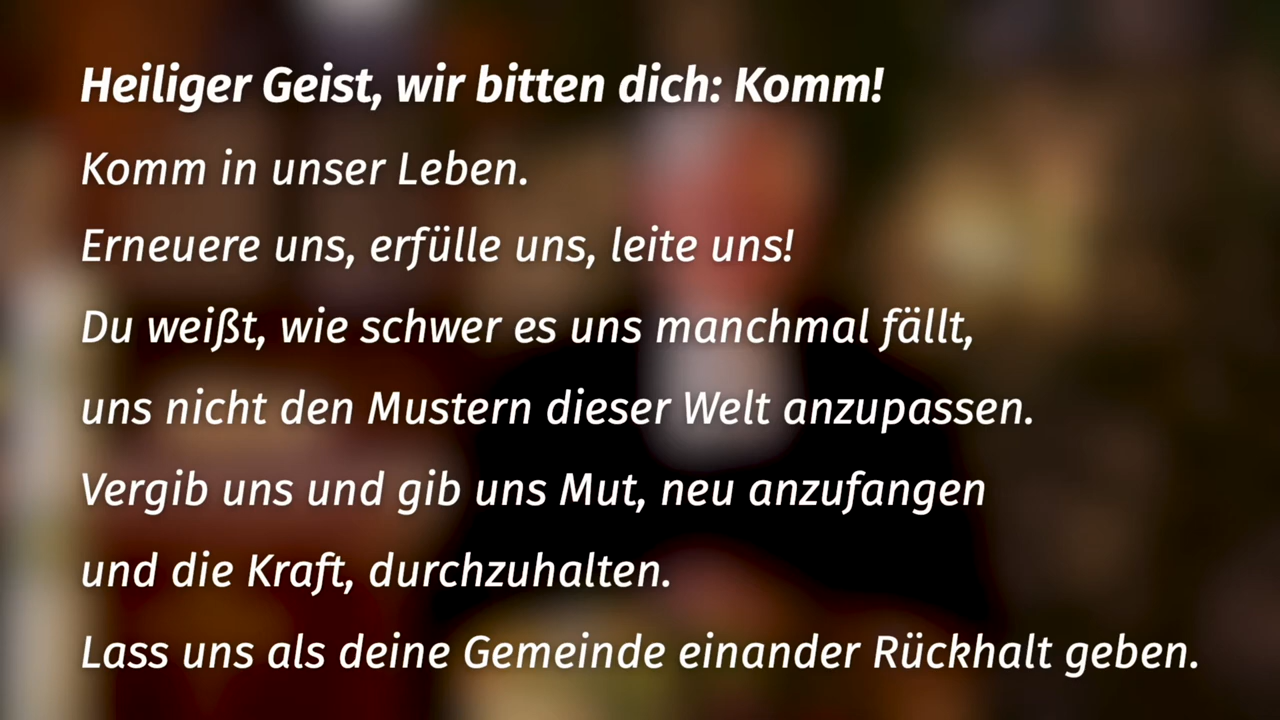 Heiliger Geist, wir bitten dich: Komm!
Komm in unser Leben.
Erneuere uns, erfülle uns, leite uns!
Du weißt, wie schwer es uns manchmal fällt,
uns nicht den Mustern dieser Welt anzupassen.
Vergib uns und gib uns Mut, neu anzufangen
und die Kraft, durchzuhalten.
Lass uns als deine Gemeinde einander Rückhalt geben.